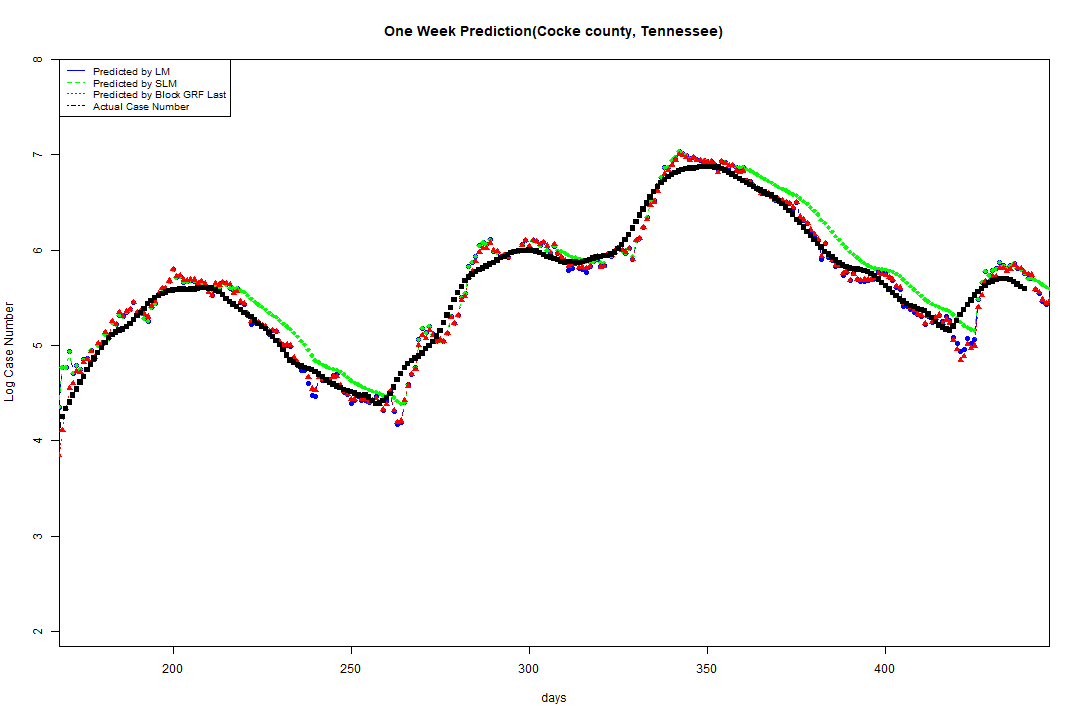 One Week Prediction(Cocke county, Tennessee)
Predicted by LM
Predicted by SLM
Predicted by Block GRF Last
Actual Case Number
8
7
6
5
4
3
2
Log Case Number
200 250 300 350 400
days